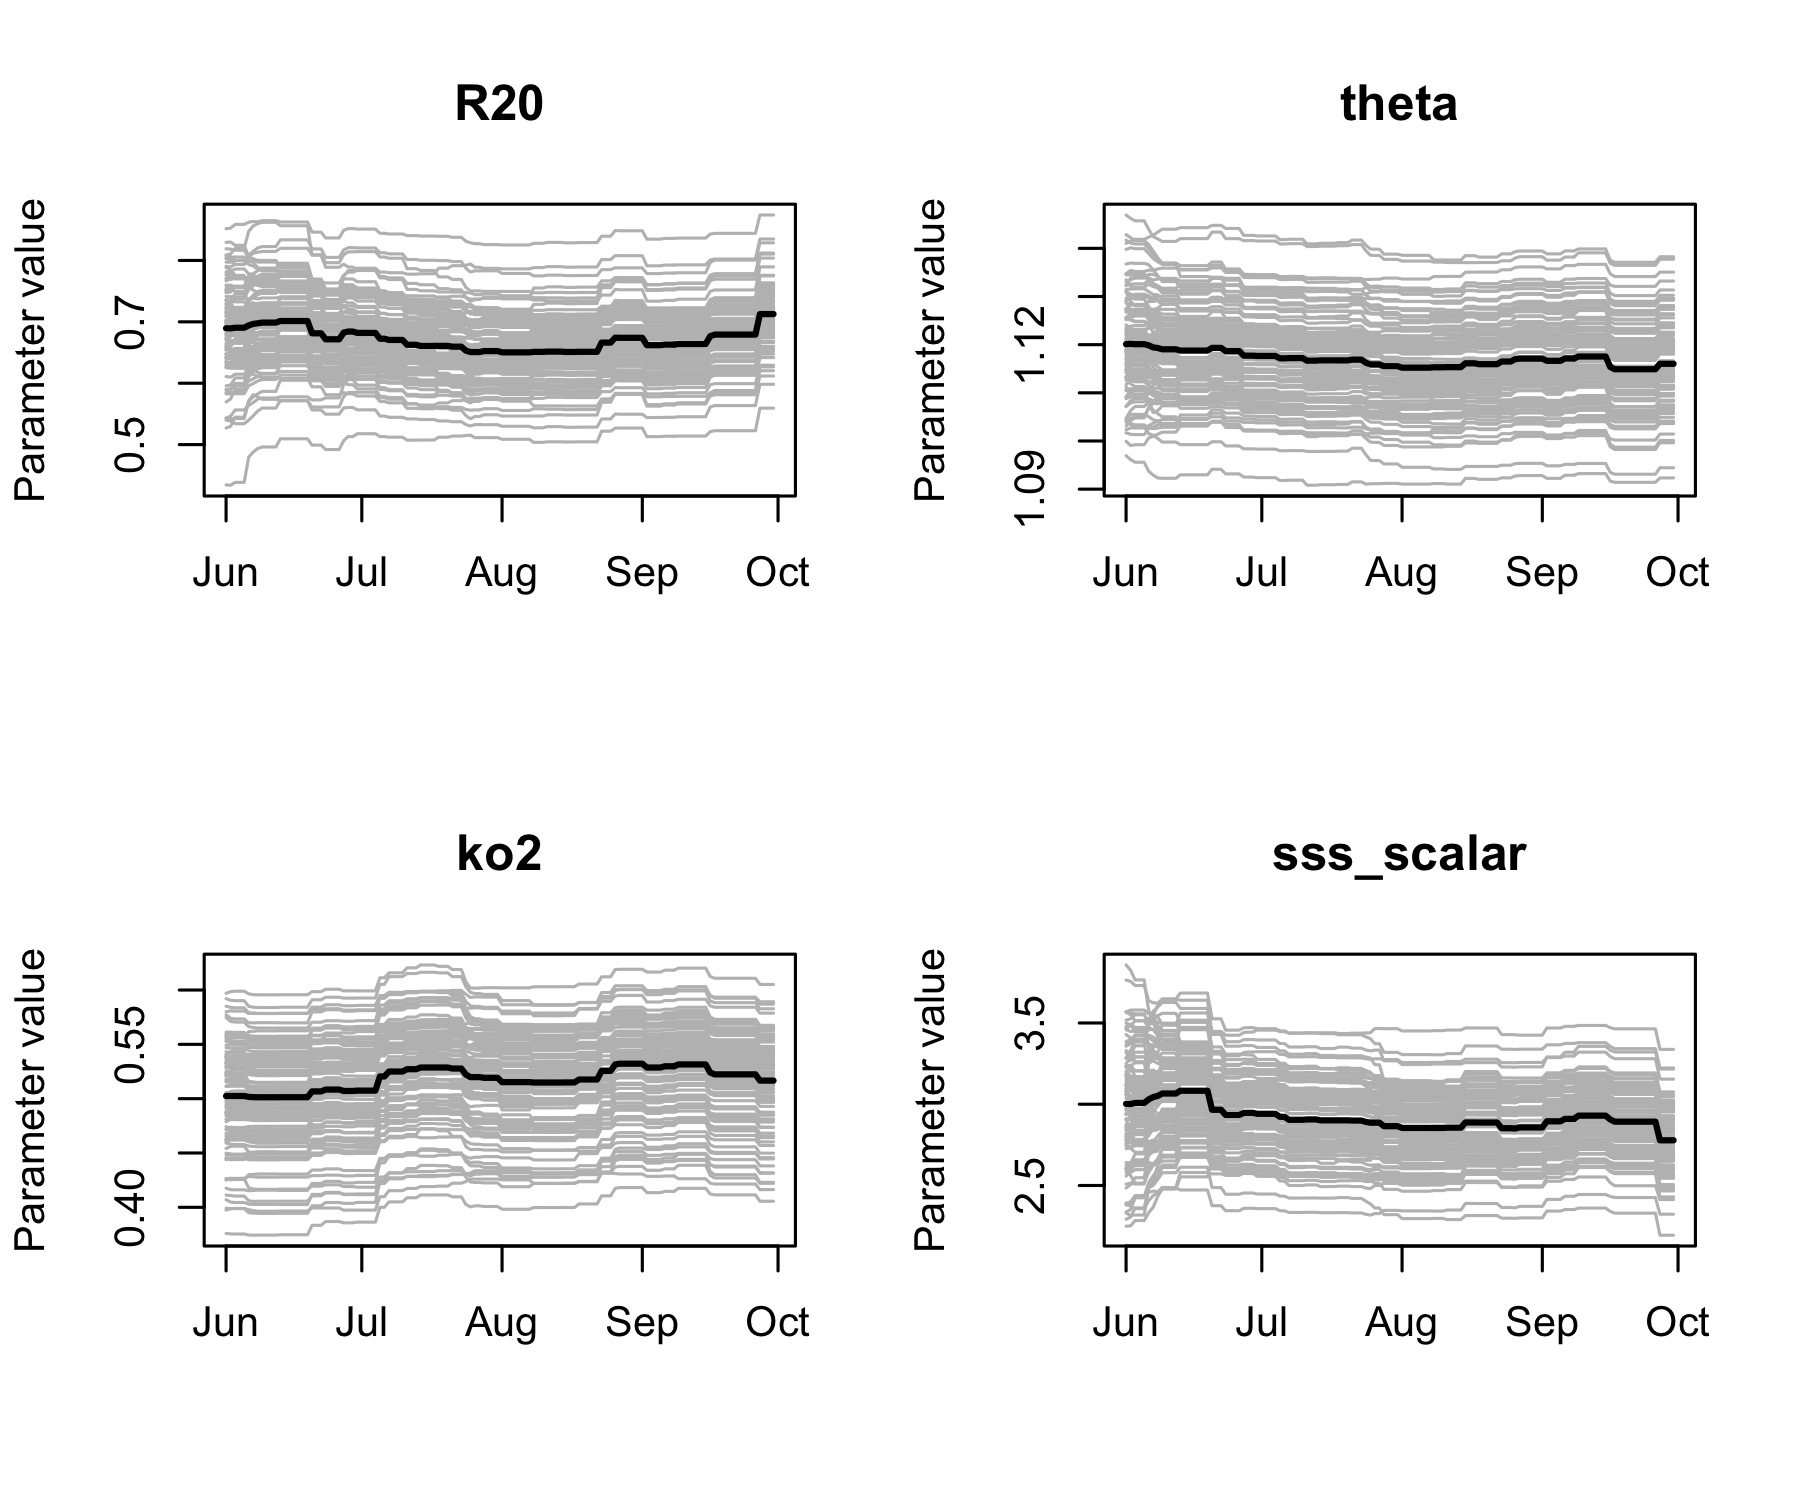 R20
Parameter value
0.7
0.5
Jun Jul Aug Sep Oct
theta
Parameter value
1.12
1.09
Jun Jul Aug Sep Oct
ko2
Parameter value
0.55
0.40
Jun Jul Aug Sep Oct
sss_scalar
Parameter value
3.5
2.5
Jun Jul Aug Sep Oct